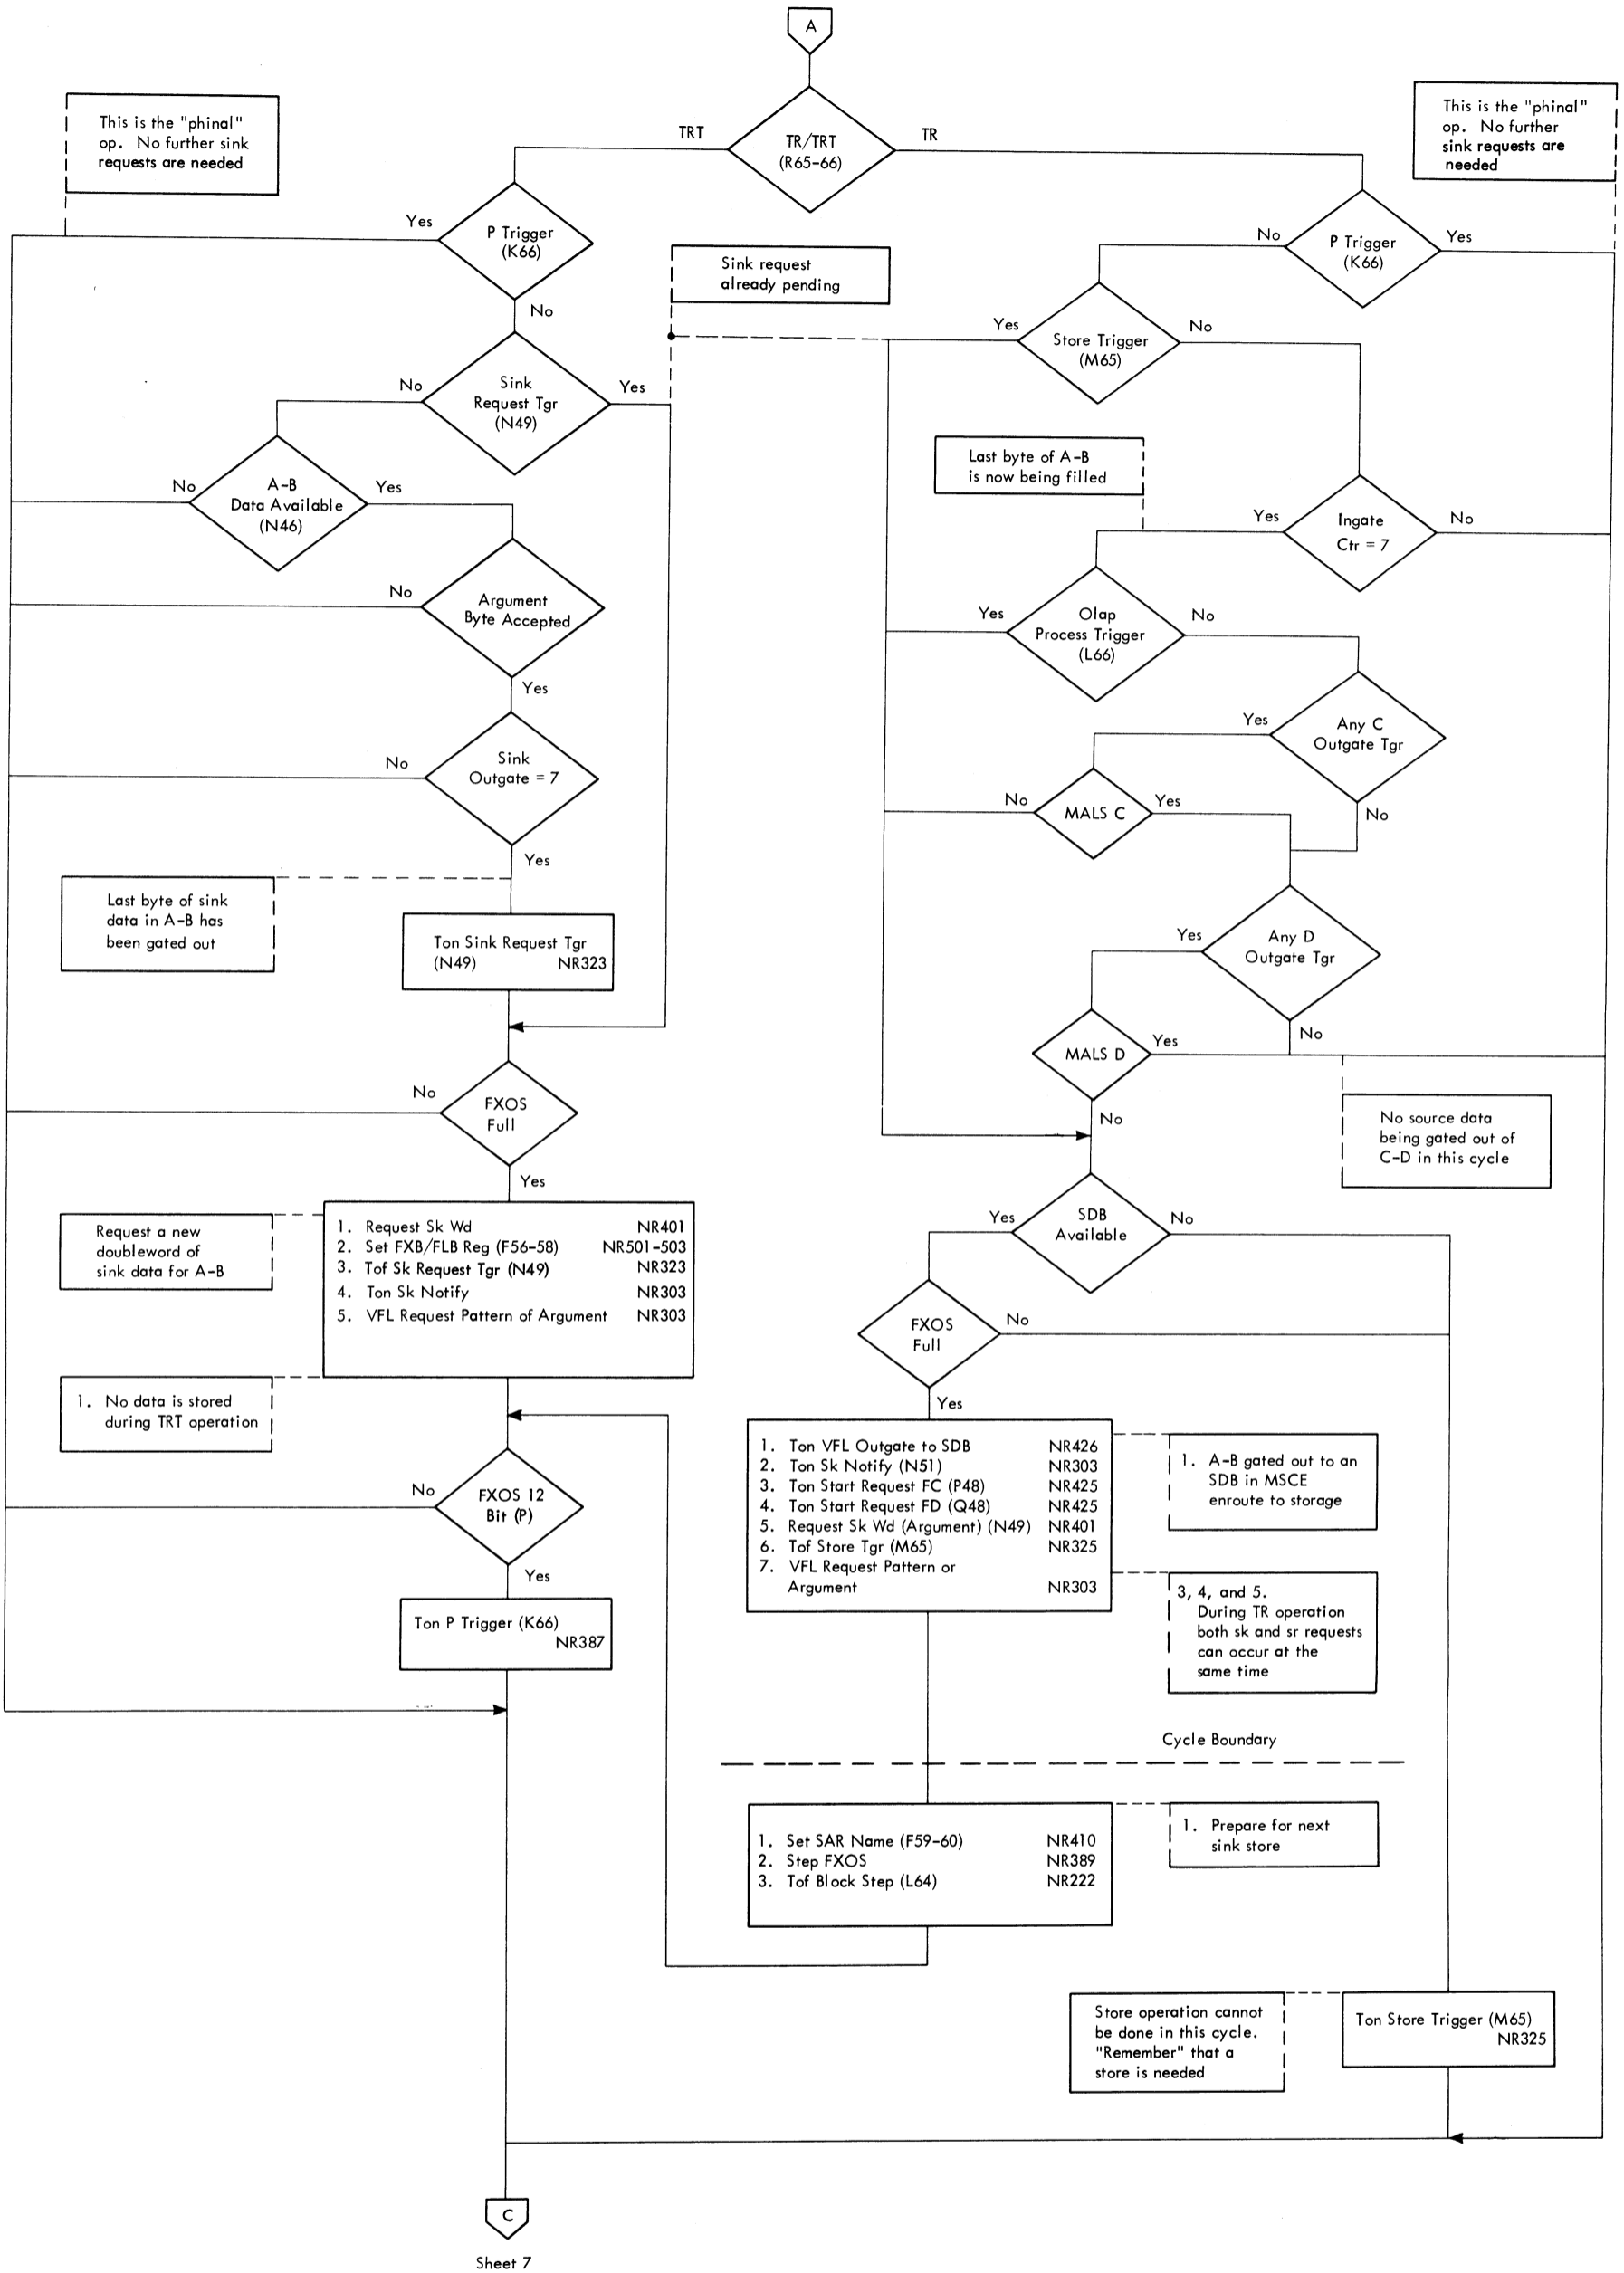 A
This is the "phinal"
op. No further sink
requests are needed
TRT
TR/TRT
(R65-66)
TR
This is the "phinal"
op. No further
sink requests are
needed
Yes
P Trigger
(K66)
No
No
P Trigger
(K66)
Yes
Sink request
already pending
Yes
Store Trigger
(M65)
No
No
Sink
Request Tgr
(N49)
Yes
Last byte of A-B
is now being filled
No
A-B
Data Available
(N46)
Yes
Yes
Ingate
Ctr = 7
No
No
Argument
Byte Accepted
Yes
Yes
Olap
Process Trigger
(L66)
No
Yes
Any C
Outgate Tgr
No
No
Sink
Outgate = 7
Yes
No
MALS C
Yes
Last byte of sink
data in A-B has
been gated out
Ton Sink Request Tgr
(N49) NR323
Yes
Any D
Outgate Tgr
No
MALS D
Yes
No
No
FXOS
Full
Yes
No source data
being gated out of
C-D in this cycle
Yes
SDB
Available
No
Request a new
doubleword of
sink data for A-B
1. Request Sk Wd NR401
2. Set FXB/FLB Reg (F56-58) NR501-503
3. Tof Sk Request Tgr (N49) NR323
4. Ton Sk Notify NR303
5. VFL Request Pattern of Argument NR303
FXOS
Full
No
Yes
1. No data is stored
during TRT operation
1. Ton VFL Outgate to SDB NR426
2. Ton Sk Notify (N51) NR303
3. Ton Start Request FC (P48) NR425
4. Ton Start Request FD (Q48) NR425
5. Request Sk Wd (Argument) (N49) NR401
6. Tof Store Tgr (M65) NR325
7. VFL Request Pattern or
Argument NR303
1. A-B gated out to an
SDB in MSCE
enroute to storage
No
FXOS 12
Bit (P)
Yes
3, 4, and 5.
During TR operation
both sk and sr requests
can occur at the
same time
Ton P Trigger (K66)
NR387
Cycle Boundary
1. Set SAR Name (F59-60) NR410
2. Step FXOS NR389
3. Tof Block Step (L64) NR222
1. Prepare for next
sink store
Store operation cannot
be done in this cycle.
"Remember" that a
store is needed
Ton Store Trigger (M65)
NR325
C
Sheet 7